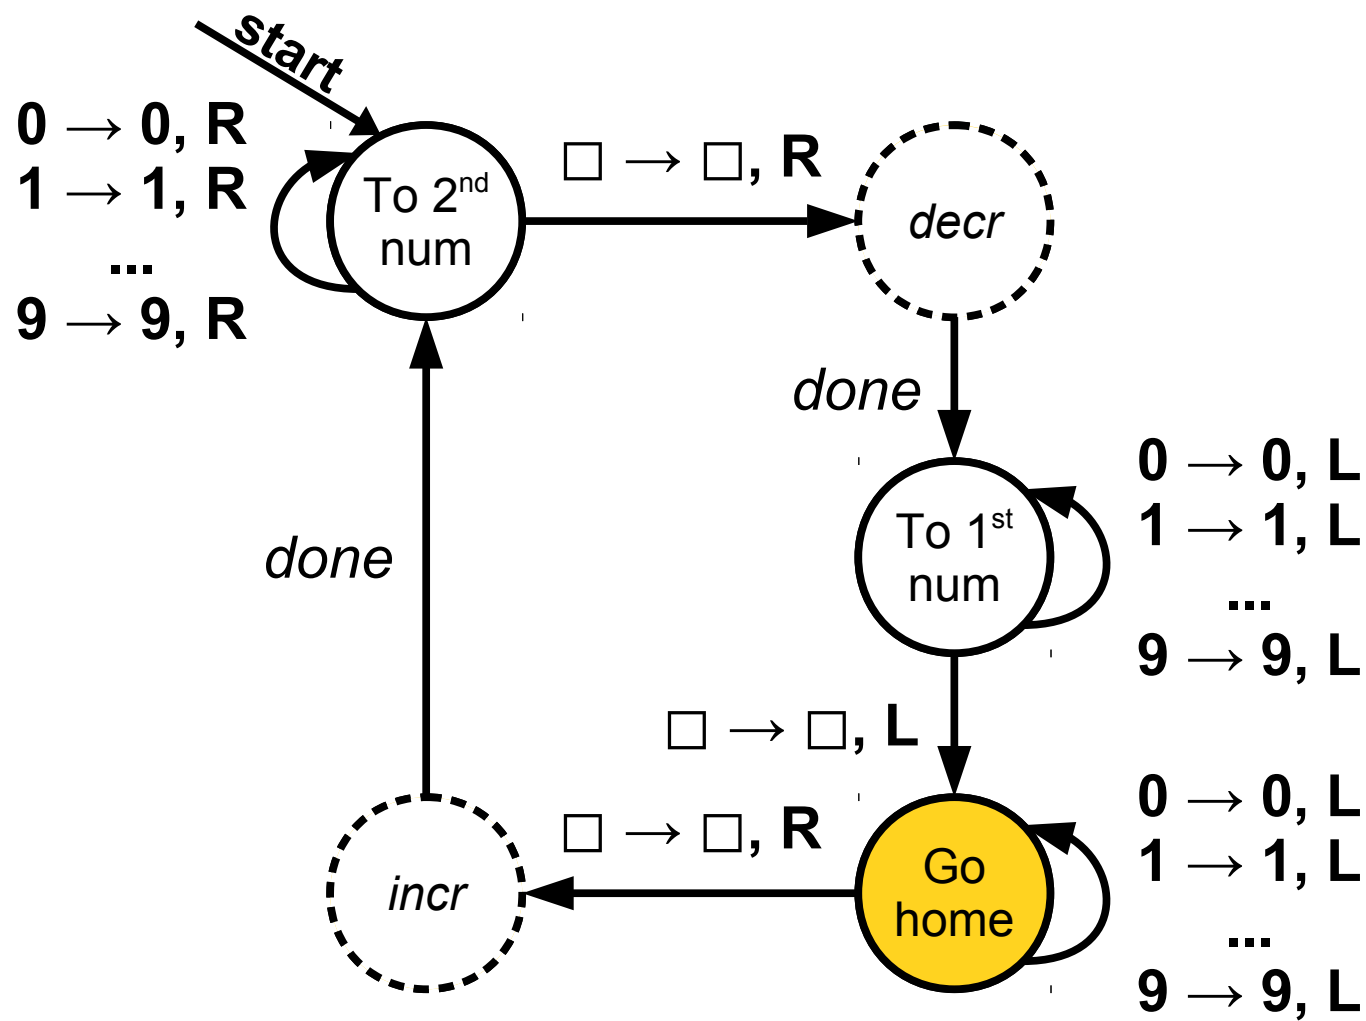 start
0 → 0, R
1 → 1, R
...
9 → 9, R
To 2nd
num
□ → □, R
decr
done
To 1st
num
0 → 0, L
1 → 1, L
...
9 → 9, L
done
□ → □, L
□ → □, R
incr
Go
home
0 → 0, L
1 → 1, L
...
9 → 9, L